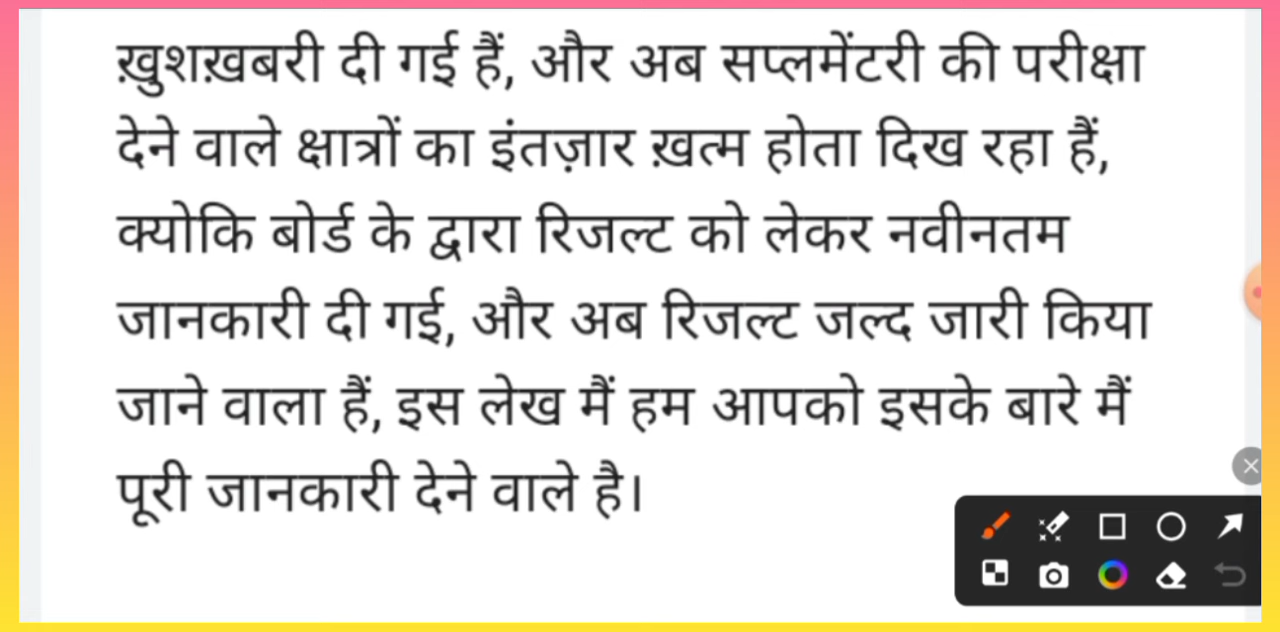 ख़ुशख़बरी दी गई हैं, और अब सप्लमेंटरी की परीक्षा
देने वाले क्षात्रों का इंतज़ार ख़त्म होता दिख रहा हैं,
क्योकि बोर्ड के द्वारा रिजल्ट को लेकर नवीनतम
जानकारी दी गई, और अब रिजल्ट जल्द जारी किया
जाने वाला हैं, इस लेख मैं हम आपको इसके बारे मैं
पूरी जानकारी देने वाले है।